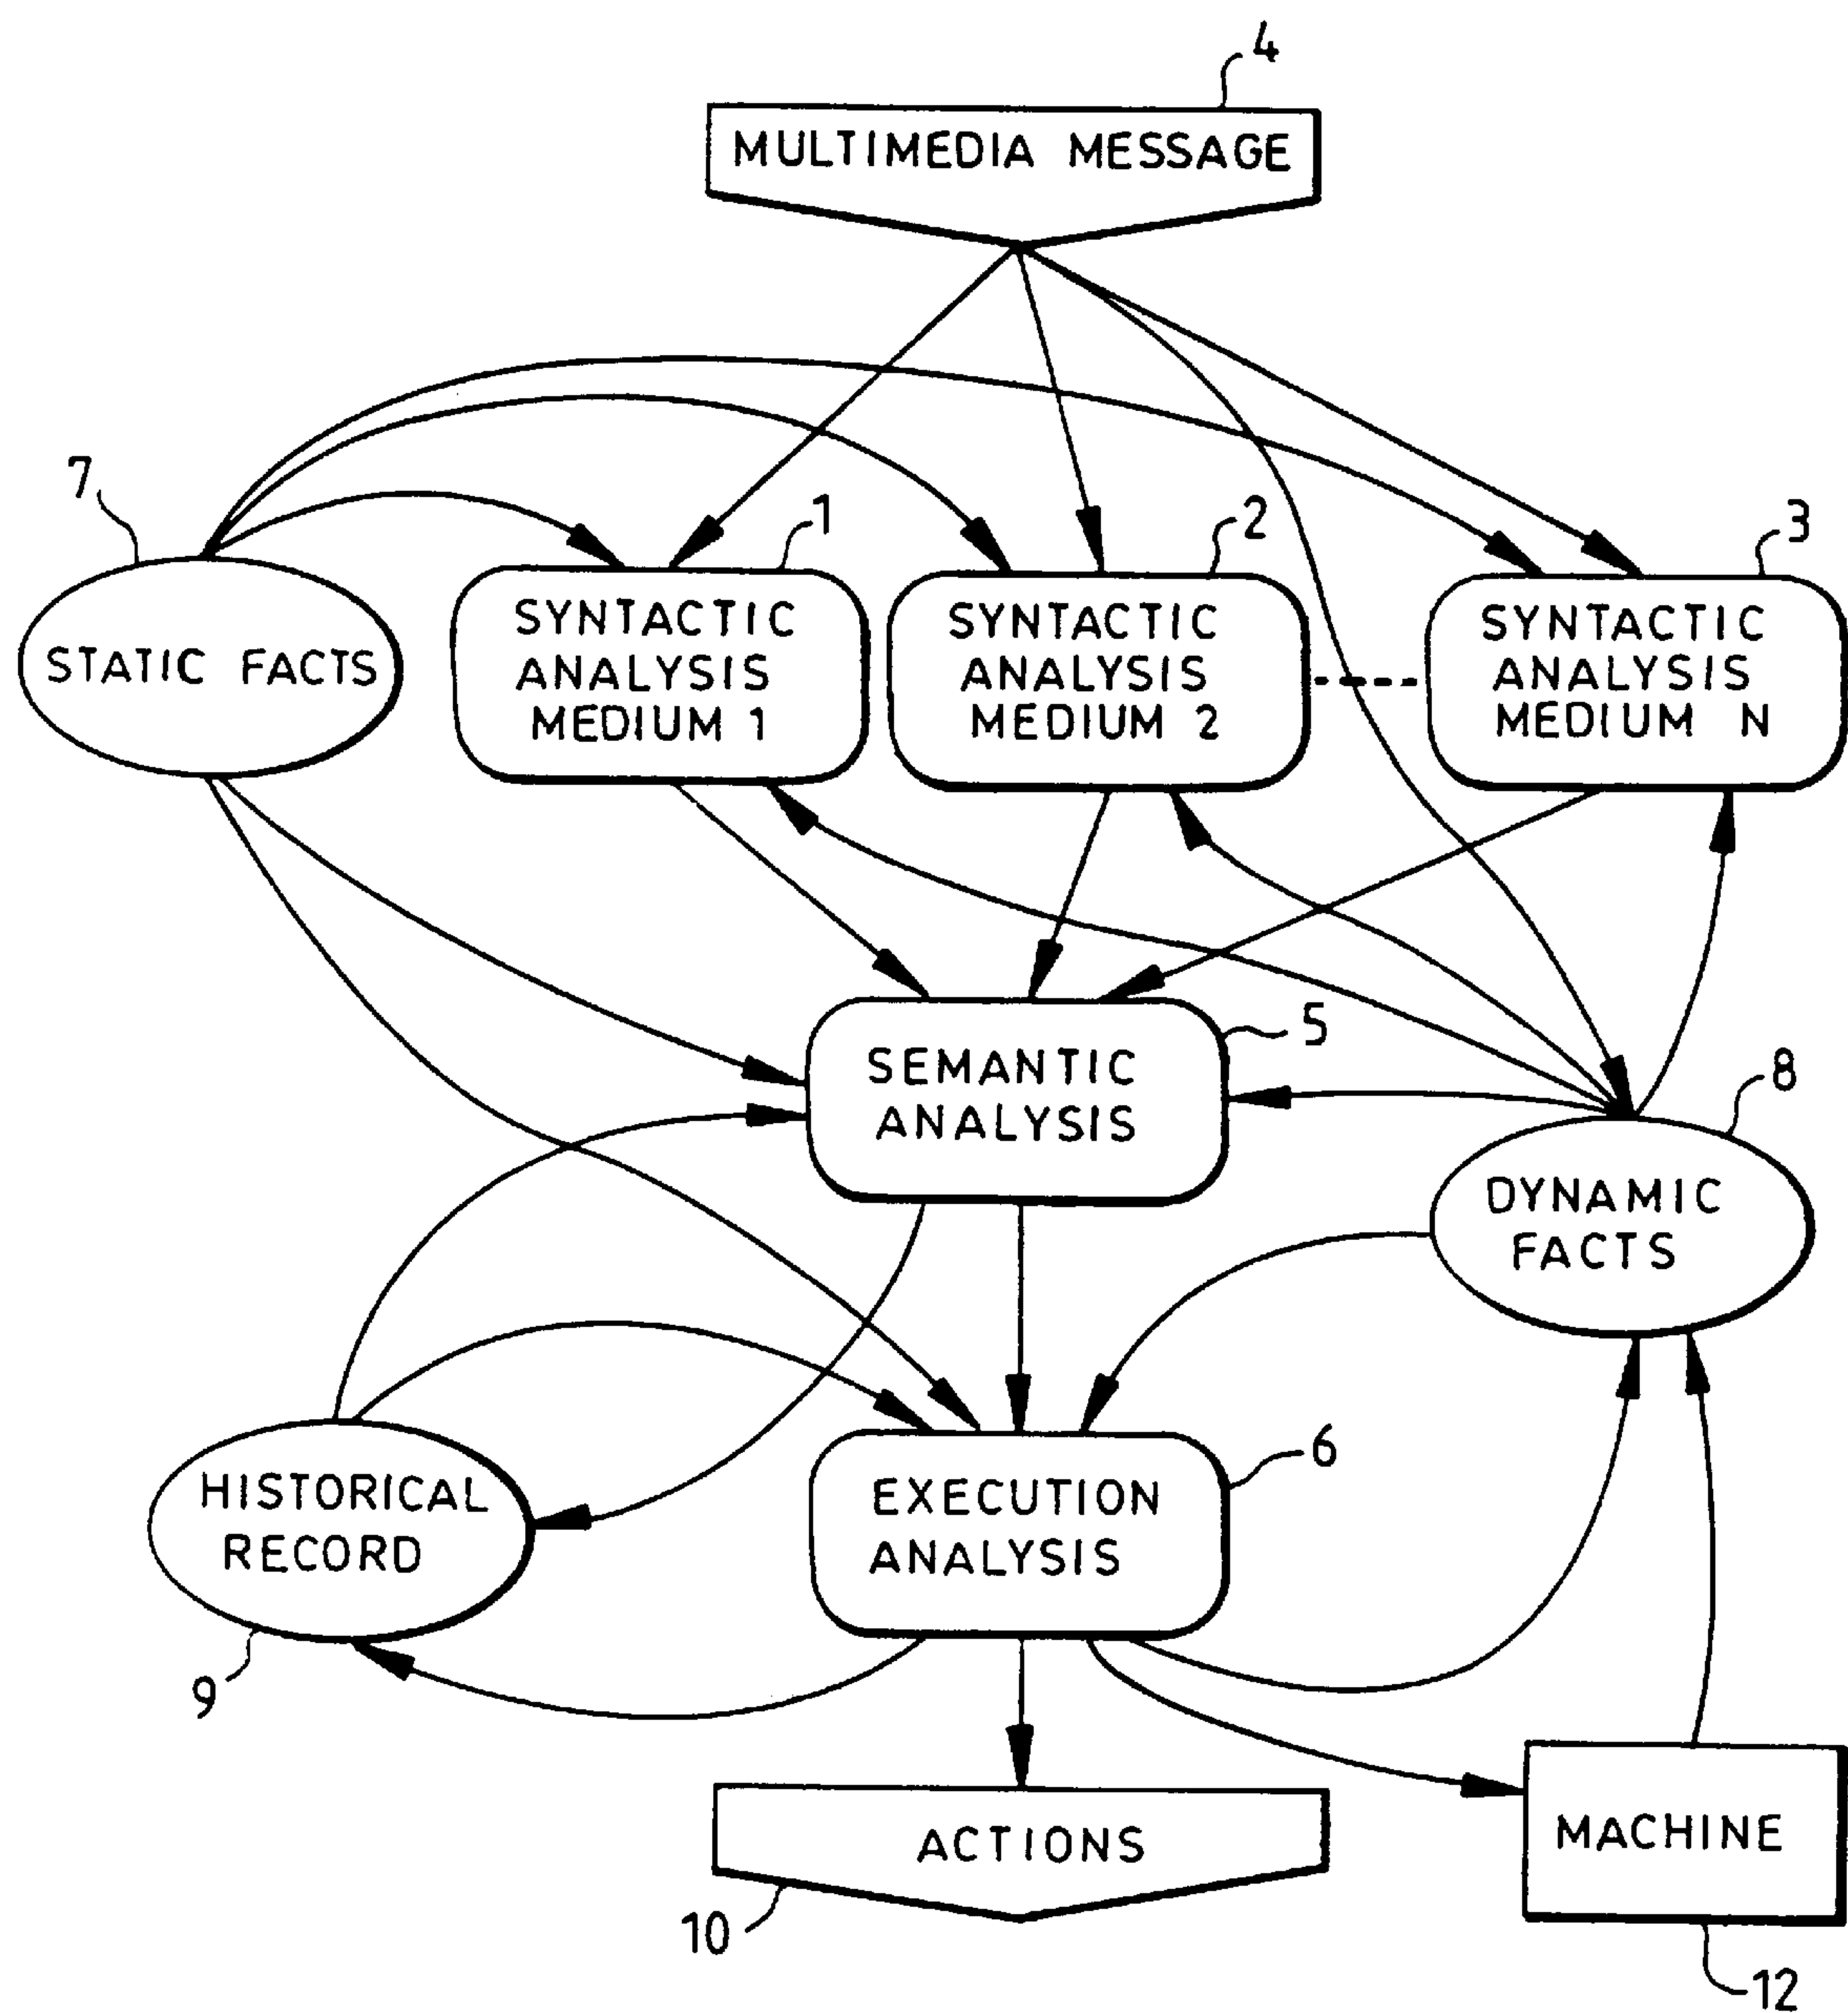 4
MULTIMEDIA MESSAGE
7
1
2
3
STATIC FACTS
SYNTACTIC
ANALYSIS
MEDIUM 1
SYNTACTIC
ANALYSIS
MEDIUM 2
SYNTACTIC
ANALYSIS
MEDIUM N
5
SEMANTIC
ANALYSIS
8
DYNAMIC
FACTS
6
HISTORICAL
RECORD
EXECUTION
ANALYSIS
9
ACTIONS
MACHINE
10
12